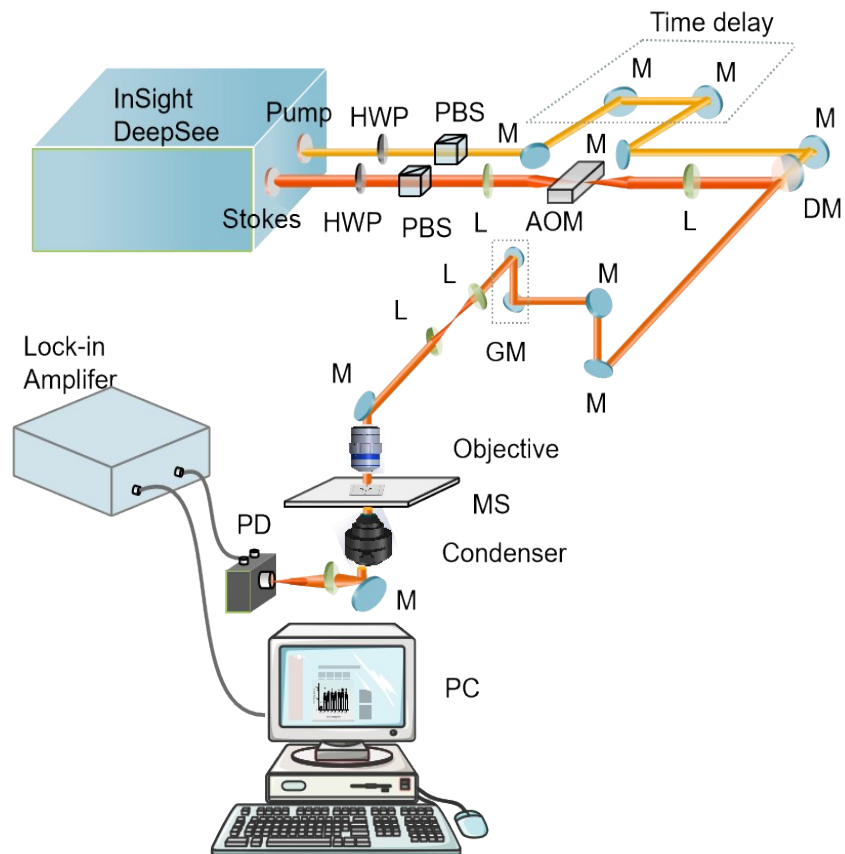 Time delay
M
M
InSight
DeepSee
Pump
HWP
PBS
M
M
M
Stokes
HWP
PBS
L
AOM
L
DM
L
L
GM
M
M
M
Lock-in
Amplifer
Objective
MS
PD
Condenser
M
PC